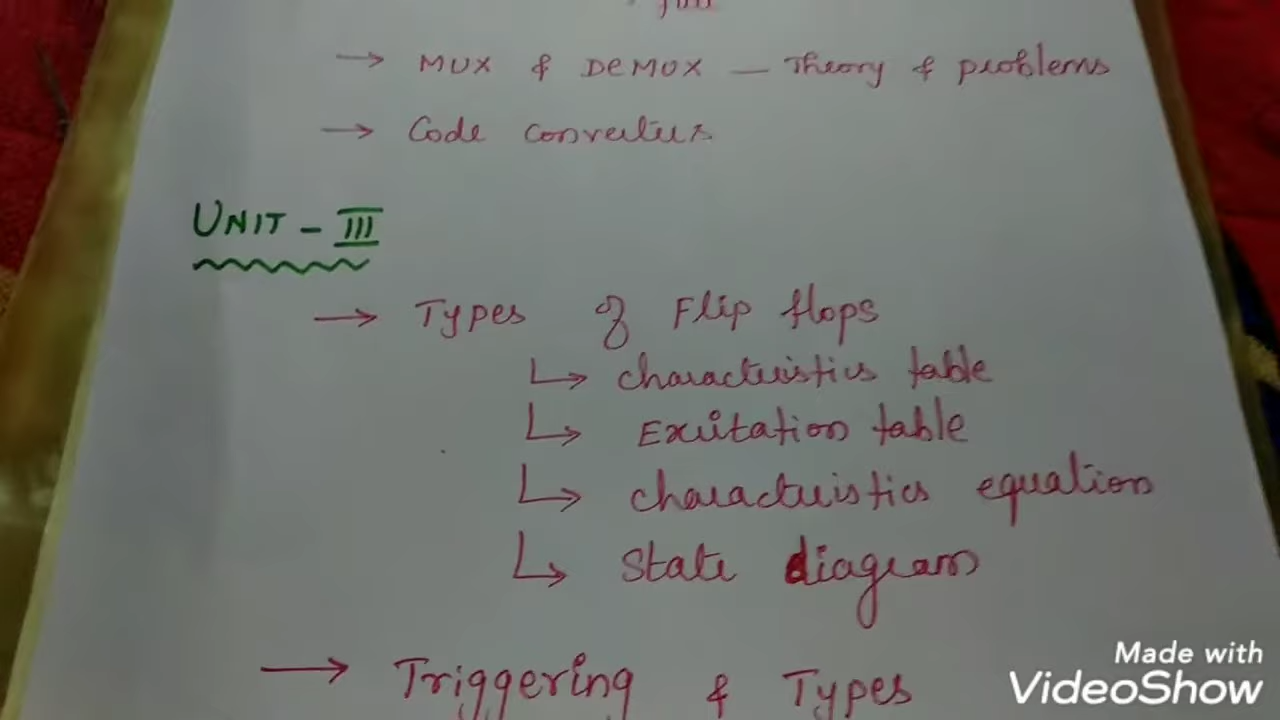 → MUX & DeMUX — Theory & problems
→ Code converters
UNIT - III
→ Types of Flip flops
↳ characteristics table
↳ Excitation table
↳ characteristics equation
↳ State diagram
→ Triggering & Types
Made with
VideoShow